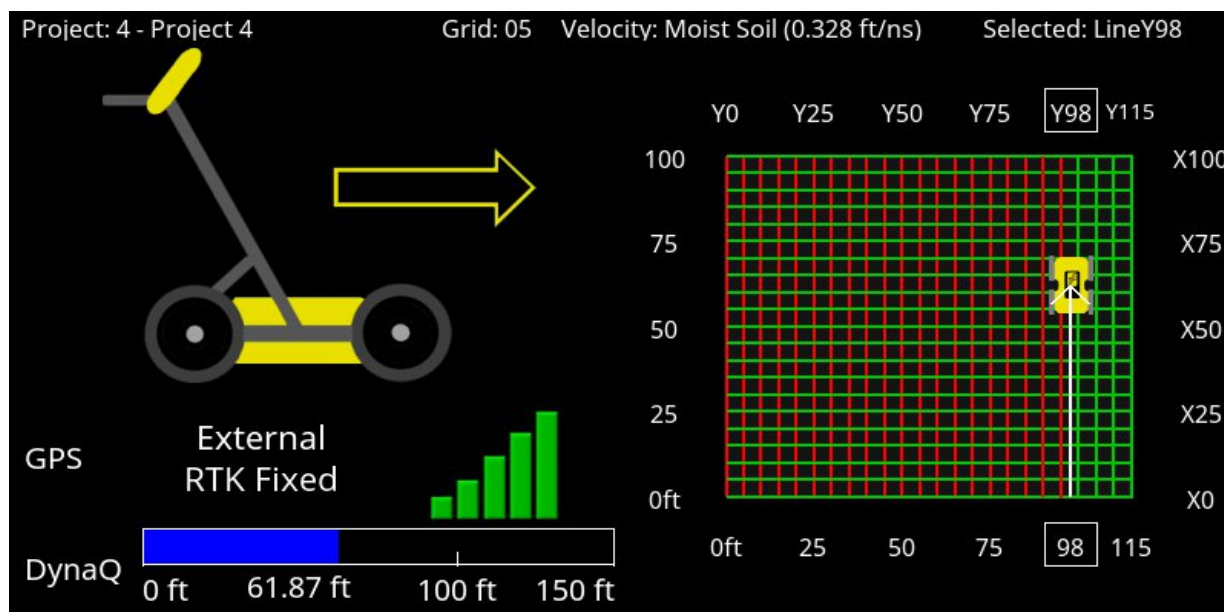 Project: 4 - Project 4 Grid: 05 Velocity: Moist Soil (0.328 ft/ns) Selected: LineY98
Y0 Y25 Y50 Y75 Y98 Y115
100 X100
75 X75
50 X50
25 X25
0ft X0
0ft 25 50 75 98 115
GPS
External
RTK Fixed
DynaQ
0 ft 61.87 ft 100 ft 150 ft